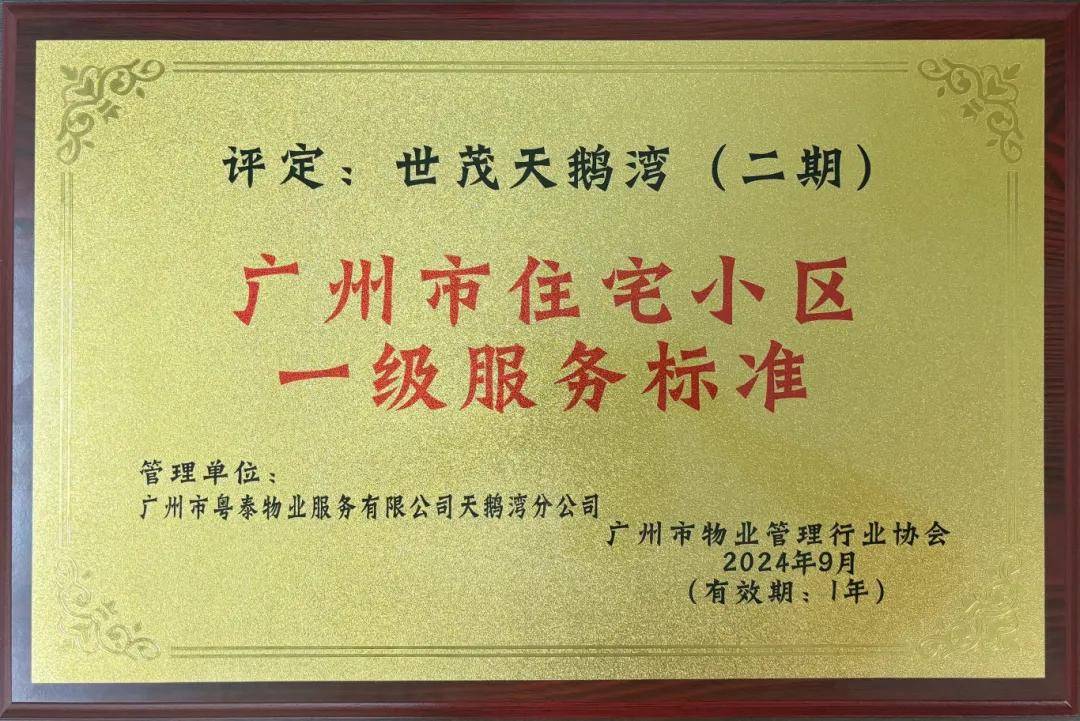 评定：世茂天鹅湾（二期）
广州市住宅小区
一级服务标准
管理单位：
广州市粤泰物业服务有限公司天鹅湾分公司
广州市物业管理行业协会
2024年9月
（有效期：1年）